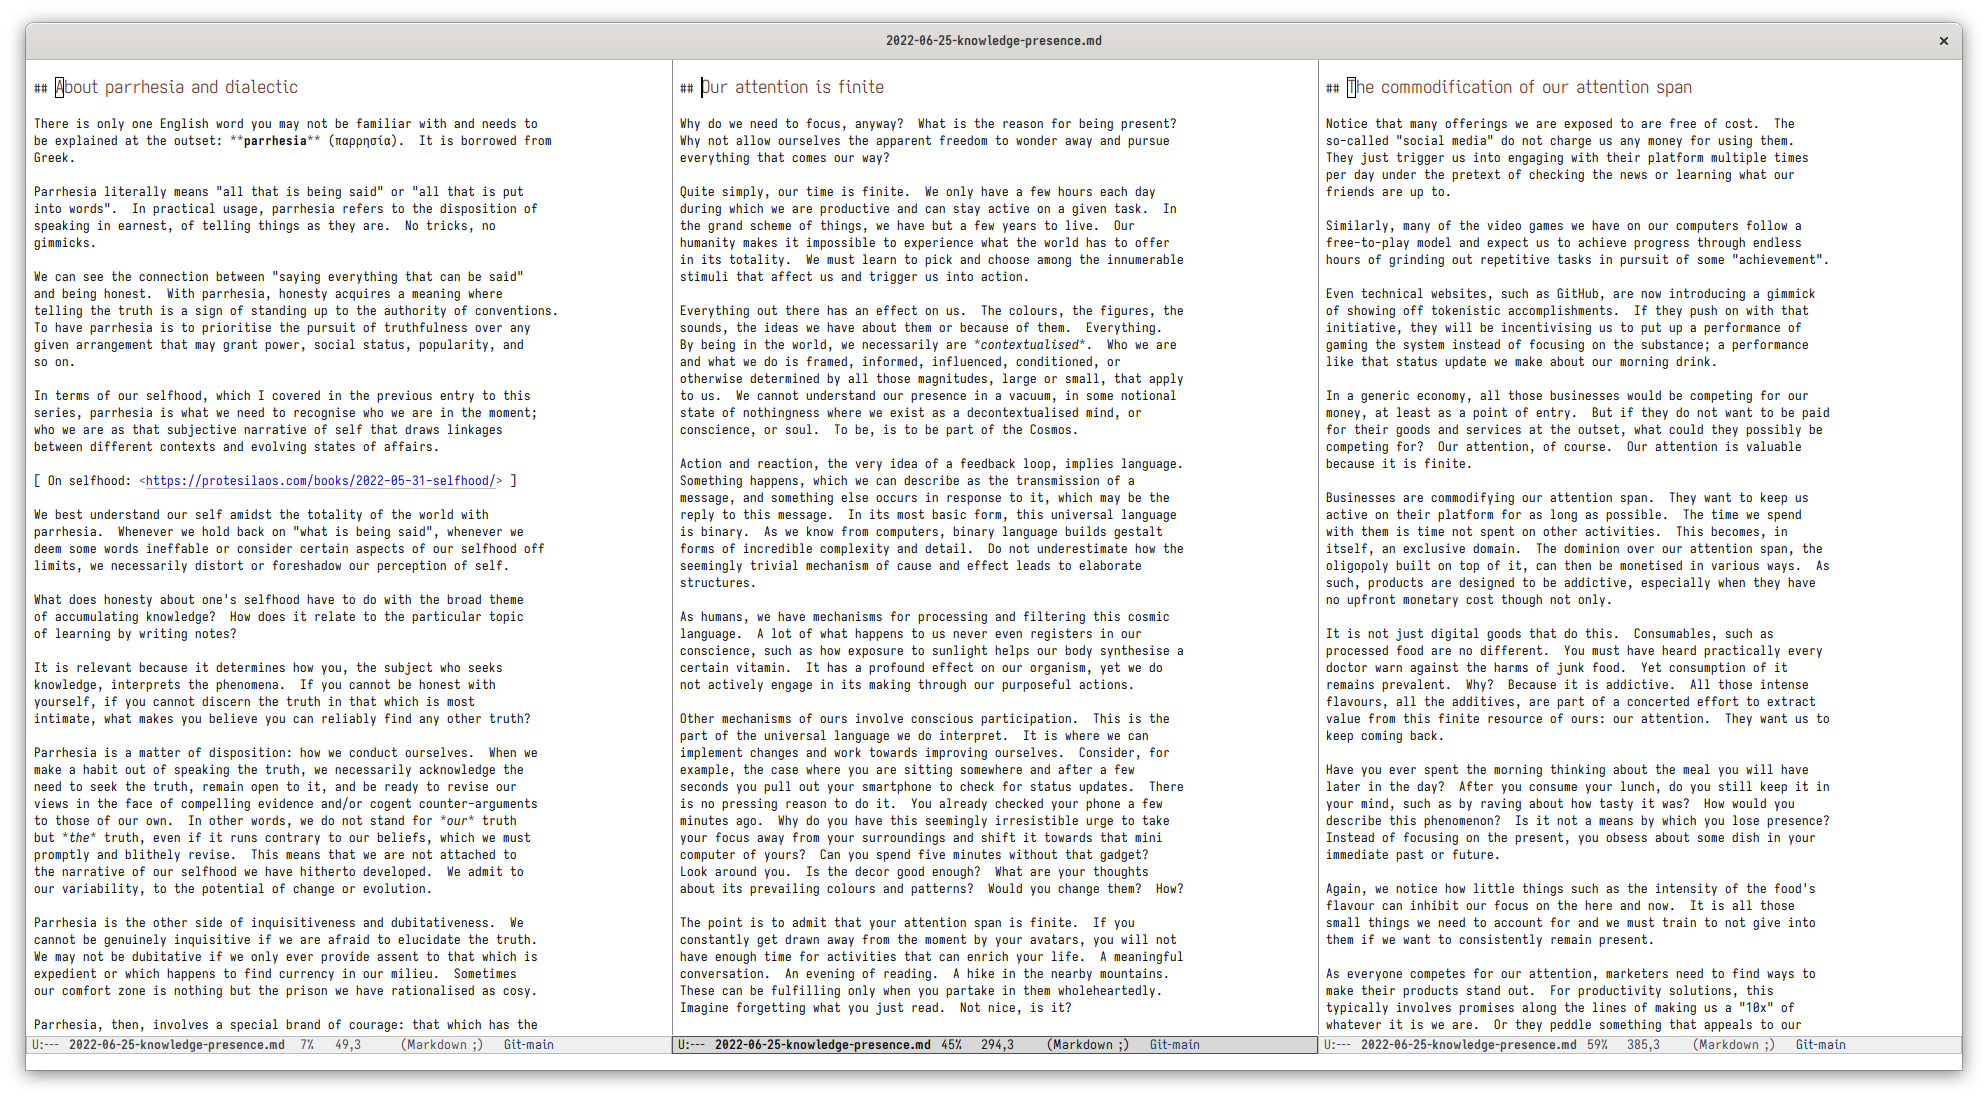 2022-06-25-knowledge-presence.md
## About parrhesia and dialectic
There is only one English word you may not be familiar with and needs to
be explained at the outset: **parrhesia** (παρρησία).  It is borrowed from
Greek.
Parrhesia literally means "all that is being said" or "all that is put
into words".  In practical usage, parrhesia refers to the disposition of
speaking in earnest, of telling things as they are.  No tricks, no
gimmicks.
We can see the connection between "saying everything that can be said"
and being honest.  With parrhesia, honesty acquires a meaning where
telling the truth is a sign of standing up to the authority of conventions.
To have parrhesia is to prioritise the pursuit of truthfulness over any
given arrangement that may grant power, social status, popularity, and
so on.
In terms of our selfhood, which I covered in the previous entry to this
series, parrhesia is what we need to recognise who we are in the moment;
who we are as that subjective narrative of self that draws linkages
between different contexts and evolving states of affairs.
[ On selfhood: <https://protesilaos.com/books/2022-05-31-selfhood/> ]
We best understand our self amidst the totality of the world with
parrhesia.  Whenever we hold back on "what is being said", whenever we
deem some words ineffable or consider certain aspects of our selfhood off
limits, we necessarily distort or foreshadow our perception of self.
What does honesty about one's selfhood have to do with the broad theme
of accumulating knowledge?  How does it relate to the particular topic
of learning by writing notes?
It is relevant because it determines how you, the subject who seeks
knowledge, interprets the phenomena.  If you cannot be honest with
yourself, if you cannot discern the truth in that which is most
intimate, what makes you believe you can reliably find any other truth?
Parrhesia is a matter of disposition: how we conduct ourselves.  When we
make a habit out of speaking the truth, we necessarily acknowledge the
need to seek the truth, remain open to it, and be ready to revise our
views in the face of compelling evidence and/or cogent counter-arguments
to those of our own.  In other words, we do not stand for *our* truth
but *the* truth, even if it runs contrary to our beliefs, which we must
promptly and blithely revise.  This means that we are not attached to
the narrative of our selfhood we have hitherto developed.  We admit to
our variability, to the potential of change or evolution.
Parrhesia is the other side of inquisitiveness and dubitativeness.  We
cannot be genuinely inquisitive if we are afraid to elucidate the truth.
We may not be dubitative if we only ever provide assent to that which is
expedient or which happens to find currency in our milieu.  Sometimes
our comfort zone is nothing but the prison we have rationalised as cosy.
Parrhesia, then, involves a special brand of courage: that which has the
U:---  2022-06-25-knowledge-presence.md  7%   49,3     (Markdown ;)   Git-main
## Our attention is finite
Why do we need to focus, anyway?  What is the reason for being present?
Why not allow ourselves the apparent freedom to wonder away and pursue
everything that comes our way?
Quite simply, our time is finite.  We only have a few hours each day
during which we are productive and can stay active on a given task.  In
the grand scheme of things, we have but a few years to live.  Our
humanity makes it impossible to experience what the world has to offer
in its totality.  We must learn to pick and choose among the innumerable
stimuli that affect us and trigger us into action.
Everything out there has an effect on us.  The colours, the figures, the
sounds, the ideas we have about them or because of them.  Everything.
By being in the world, we necessarily are *contextualised*.  Who we are
and what we do is framed, informed, influenced, conditioned, or
otherwise determined by all those magnitudes, large or small, that apply
to us.  We cannot understand our presence in a vacuum, in some notional
state of nothingness where we exist as a decontextualised mind, or
conscience, or soul.  To be, is to be part of the Cosmos.
Action and reaction, the very idea of a feedback loop, implies language.
Something happens, which we can describe as the transmission of a
message, and something else occurs in response to it, which may be the
reply to this message.  In its most basic form, this universal language
is binary.  As we know from computers, binary language builds gestalt
forms of incredible complexity and detail.  Do not underestimate how the
seemingly trivial mechanism of cause and effect leads to elaborate
structures.
As humans, we have mechanisms for processing and filtering this cosmic
language.  A lot of what happens to us never even registers in our
conscience, such as how exposure to sunlight helps our body synthesise a
certain vitamin.  It has a profound effect on our organism, yet we do
not actively engage in its making through our purposeful actions.
Other mechanisms of ours involve conscious participation.  This is the
part of the universal language we do interpret.  It is where we can
implement changes and work towards improving ourselves.  Consider, for
example, the case where you are sitting somewhere and after a few
seconds you pull out your smartphone to check for status updates.  There
is no pressing reason to do it.  You already checked your phone a few
minutes ago.  Why do you have this seemingly irresistible urge to take
your focus away from your surroundings and shift it towards that mini
computer of yours?  Can you spend five minutes without that gadget?
Look around you.  Is the decor good enough?  What are your thoughts
about its prevailing colours and patterns?  Would you change them?  How?
The point is to admit that your attention span is finite.  If you
constantly get drawn away from the moment by your avatars, you will not
have enough time for activities that can enrich your life.  A meaningful
conversation.  An evening of reading.  A hike in the nearby mountains.
These can be fulfilling only when you partake in them wholeheartedly.
Imagine forgetting what you just read.  Not nice, is it?
U:---  2022-06-25-knowledge-presence.md  45%   294,3     (Markdown ;)   Git-main
## The commodification of our attention span
Notice that many offerings we are exposed to are free of cost.  The
so-called "social media" do not charge us any money for using them.
They just trigger us into engaging with their platform multiple times
per day under the pretext of checking the news or learning what our
friends are up to.
Similarly, many of the video games we have on our computers follow a
free-to-play model and expect us to achieve progress through endless
hours of grinding out repetitive tasks in pursuit of some "achievement".
Even technical websites, such as GitHub, are now introducing a gimmick
of showing off tokenistic accomplishments.  If they push on with that
initiative, they will be incentivising us to put up a performance of
gaming the system instead of focusing on the substance; a performance
like that status update we make about our morning drink.
In a generic economy, all those businesses would be competing for our
money, at least as a point of entry.  But if they do not want to be paid
for their goods and services at the outset, what could they possibly be
competing for?  Our attention, of course.  Our attention is valuable
because it is finite.
Businesses are commodifying our attention span.  They want to keep us
active on their platform for as long as possible.  The time we spend
with them is time not spent on other activities.  This becomes, in
itself, an exclusive domain.  The dominion over our attention span, the
oligopoly built on top of it, can then be monetised in various ways.  As
such, products are designed to be addictive, especially when they have
no upfront monetary cost though not only.
It is not just digital goods that do this.  Consumables, such as
processed food are no different.  You must have heard practically every
doctor warn against the harms of junk food.  Yet consumption of it
remains prevalent.  Why?  Because it is addictive.  All those intense
flavours, all the additives, are part of a concerted effort to extract
value from this finite resource of ours: our attention.  They want us to
keep coming back.
Have you ever spent the morning thinking about the meal you will have
later in the day?  After you consume your lunch, do you still keep it in
your mind, such as by raving about how tasty it was?  How would you
describe this phenomenon?  Is it not a means by which you lose presence?
Instead of focusing on the present, you obsess about some dish in your
immediate past or future.
Again, we notice how little things such as the intensity of the food's
flavour can inhibit our focus on the here and now.  It is all those
small things we need to account for and we must train to not give into
them if we want to consistently remain present.
As everyone competes for our attention, marketers need to find ways to
make their products stand out.  For productivity solutions, this
typically involves promises along the lines of making us a "10x" of
whatever it is we are.  Or they peddle something that appeals to our
U:---  2022-06-25-knowledge-presence.md  59%   385,3     (Markdown ;)   Git-main